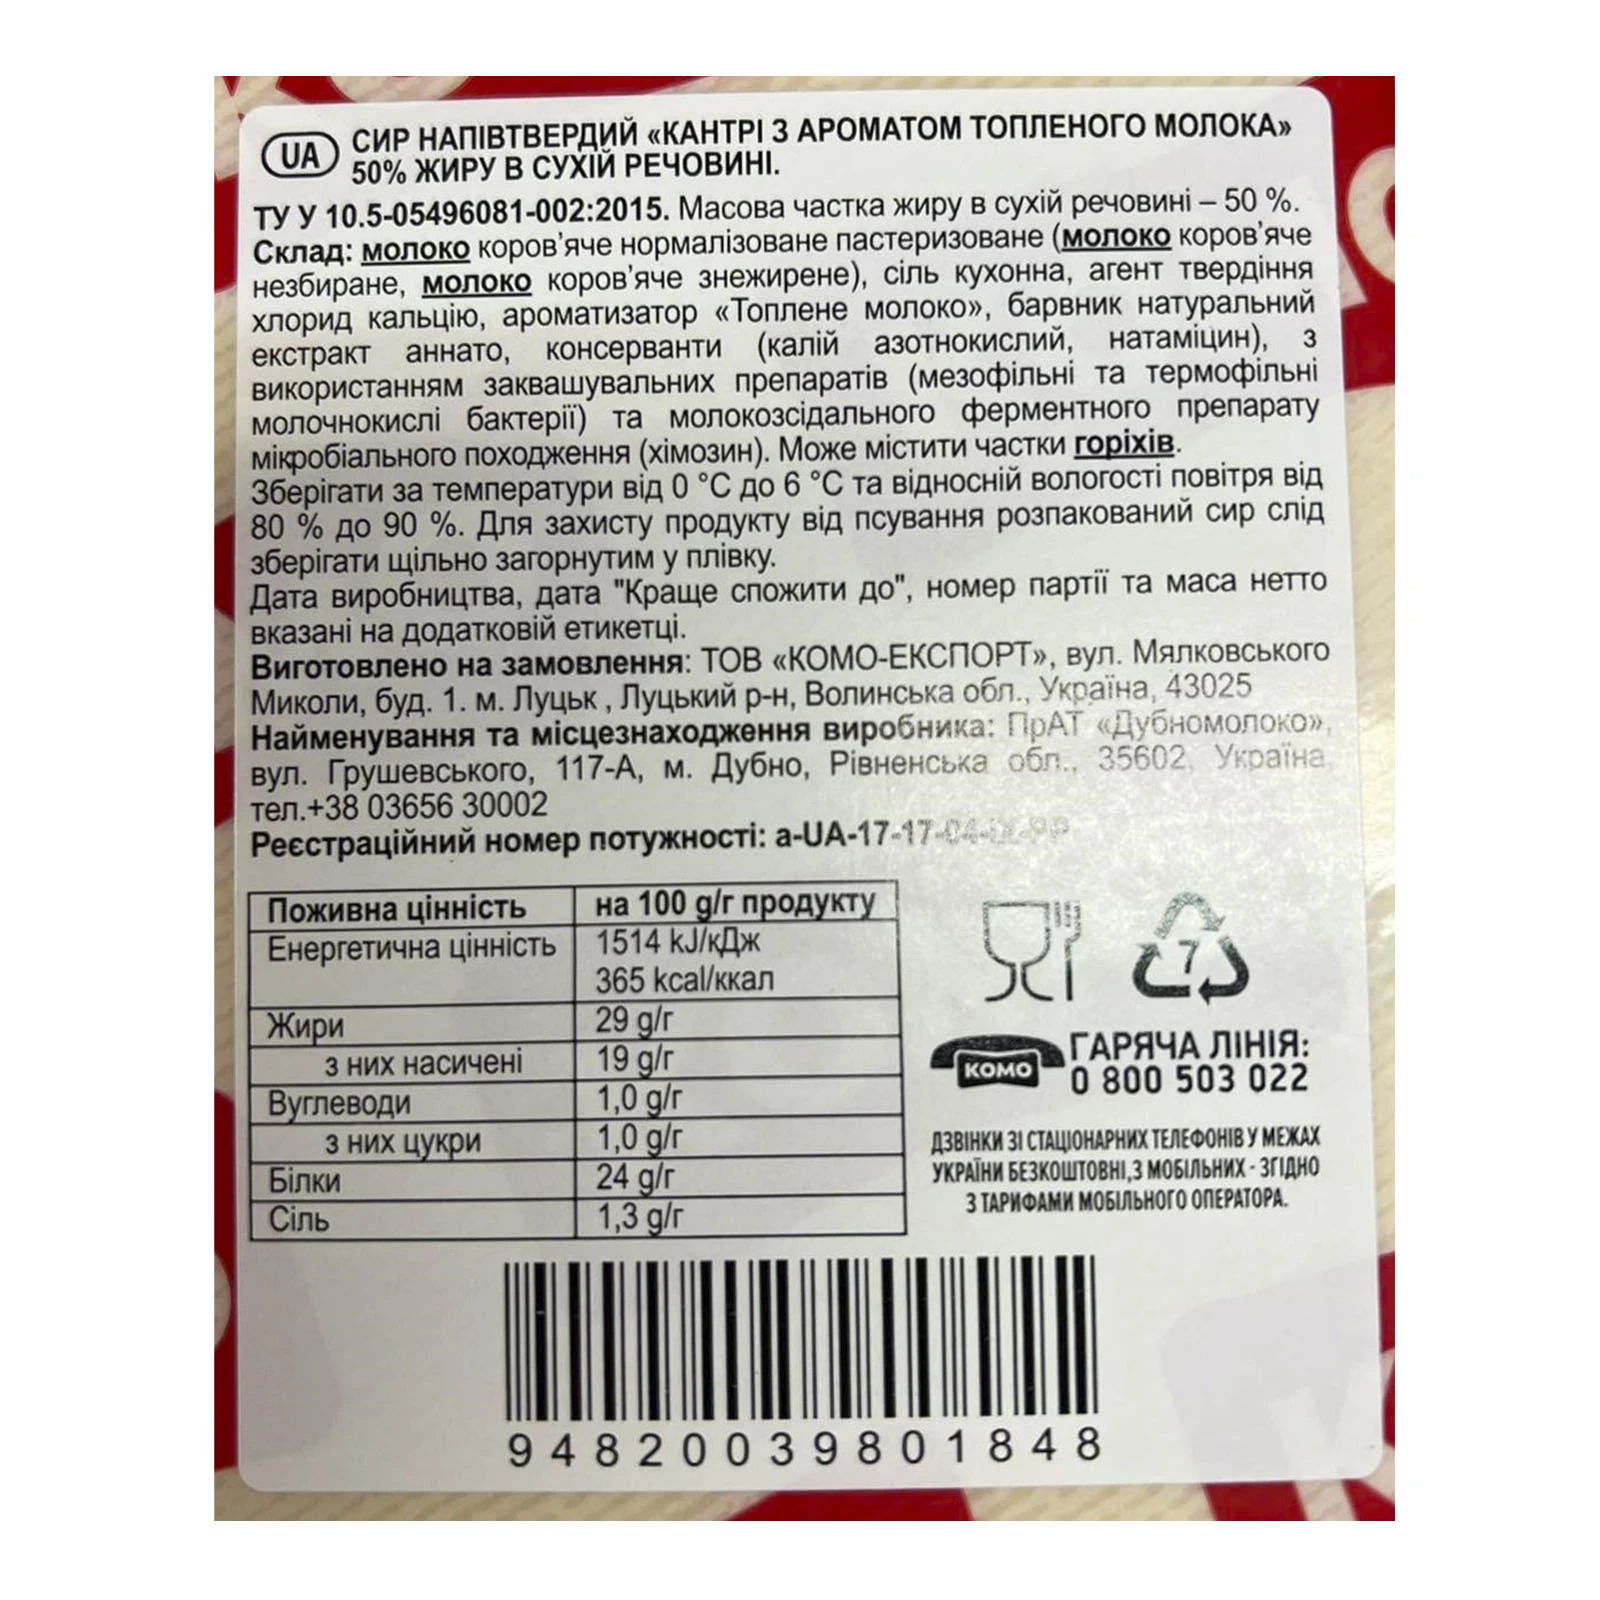 UA
СИР НАПІВТВЕРДИЙ «КАНТРІ З АРОМАТОМ ТОПЛЕНОГО МОЛОКА»
50% ЖИРУ В СУХІЙ РЕЧОВИНІ.
ТУ У 10.5-05496081-002:2015. Масова частка жиру в сухій речовині – 50 %.
Склад: молоко коров’яче нормалізоване пастеризоване (молоко коров’яче
незбиране, молоко коров’яче знежирене), сіль кухонна, агент твердіння
хлорид кальцію, ароматизатор «Топлене молоко», барвник натуральний
екстракт аннато, консерванти (калій азотнокислий, натаміцин), з
використанням заквашувальних препаратів (мезофільні та термофільні
молочнокислі бактерії) та молокозсідального ферментного препарату
мікробіального походження (хімозин). Може містити частки горіхів.
Зберігати за температури від 0 °С до 6 °С та відносній вологості повітря від
80 % до 90 %. Для захисту продукту від псування розпакований сир слід
зберігати щільно загорнутим у плівку.
Дата виробництва, дата "Краще спожити до", номер партії та маса нетто
вказані на додатковій етикетці.
Виготовлено на замовлення: ТОВ «КОМО-ЕКСПОРТ», вул. Мялковського
Миколи, буд. 1. м. Луцьк , Луцький р-н, Волинська обл., Україна, 43025
Найменування та місцезнаходження виробника: ПрАТ «Дубномолоко»,
вул. Грушевського, 117-А, м. Дубно, Рівненська обл., 35602, Україна,
тел.+38 03656 30002
Реєстраційний номер потужності: a-UA-17-17-04-IX-PP
Поживна цінність на 100 g/г продукту
Енергетична цінність 1514 kJ/кДж
365 kcal/ккал
Жири 29 g/г
з них насичені 19 g/г
Вуглеводи 1,0 g/г
з них цукри 1,0 g/г
Білки 24 g/г
Сіль 1,3 g/г
7
КОМО
ГАРЯЧА ЛІНІЯ:
0 800 503 022
ДЗВІНКИ ЗІ СТАЦІОНАРНИХ ТЕЛЕФОНІВ У МЕЖАХ
УКРАЇНИ БЕЗКОШТОВНІ,З МОБІЛЬНИХ - ЗГІДНО
З ТАРИФАМИ МОБІЛЬНОГО ОПЕРАТОРА.
94820039801848